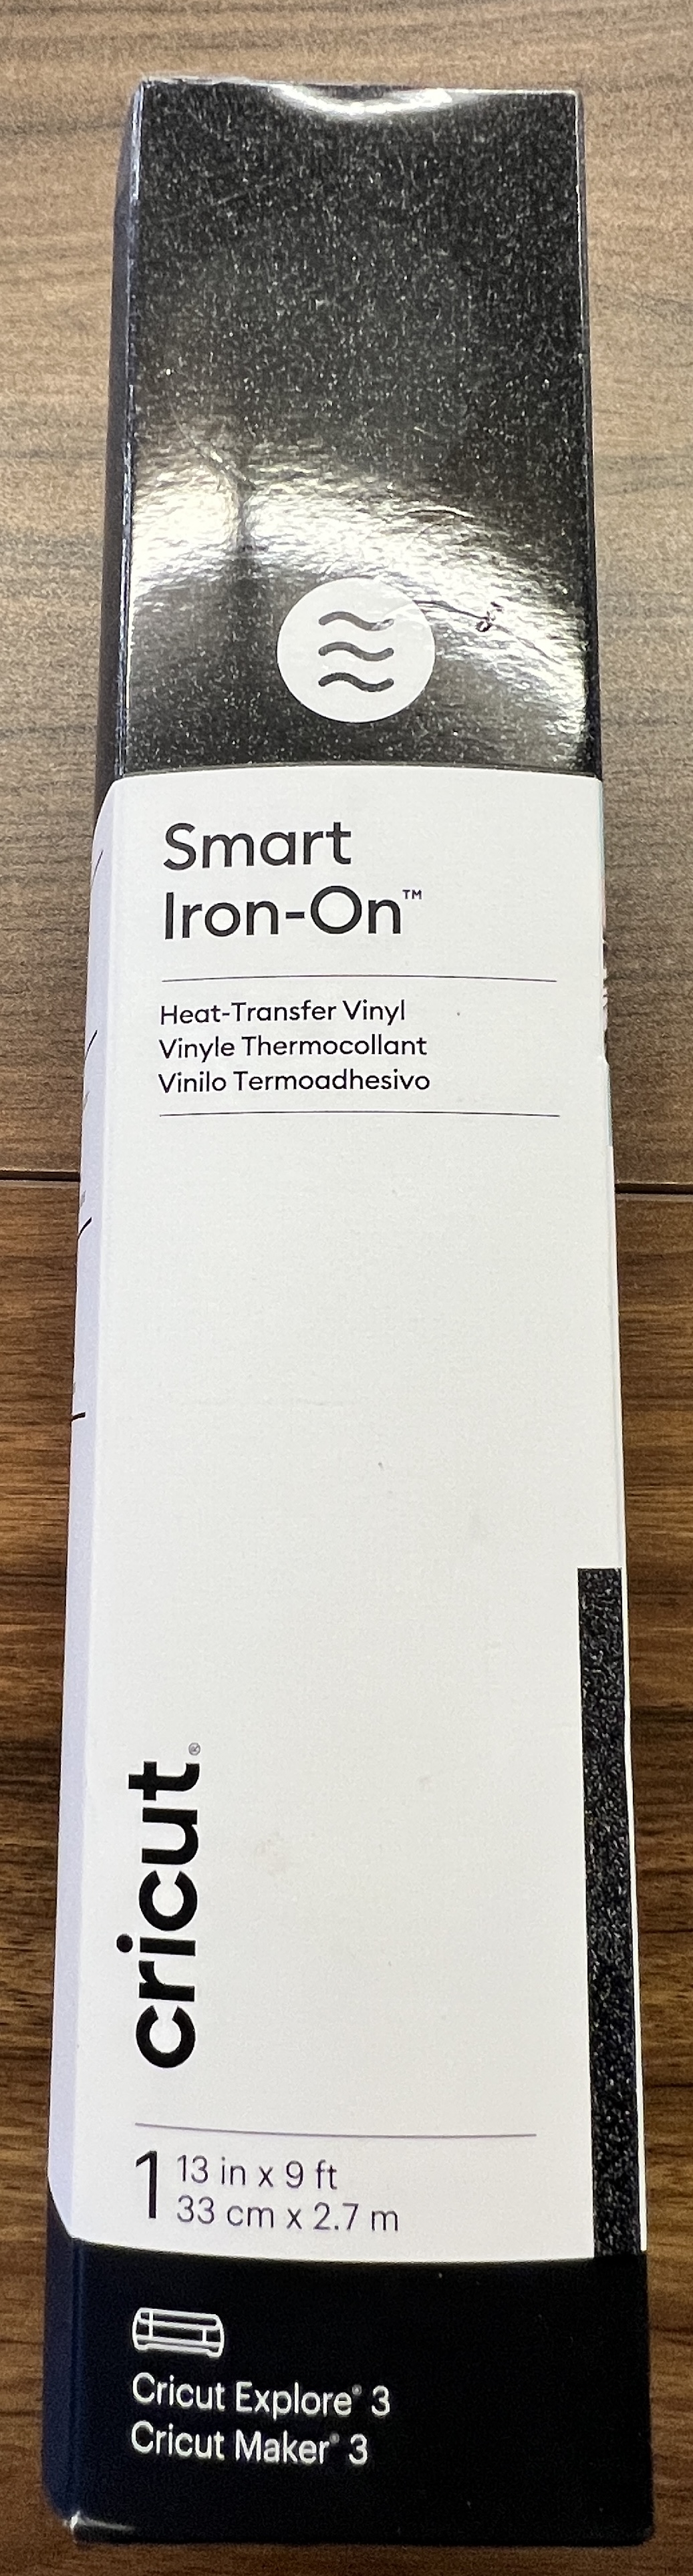 Smart
Iron-On™
Heat-Transfer Vinyl
Vinyle Thermocollant
Vinilo Termoadhesivo
cricut®
1 13 in x 9 ft
33 cm x 2.7 m
Cricut Explore® 3
Cricut Maker® 3